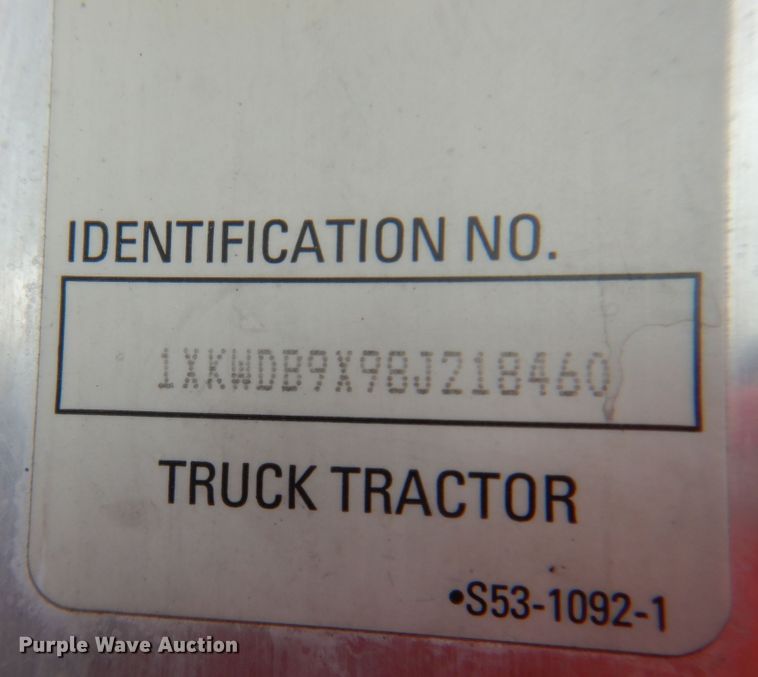 IDENTIFICATION NO.
1XKWDB9X98J218460
TRUCK TRACTOR
•S53-1092-1
Purple Wave Auction